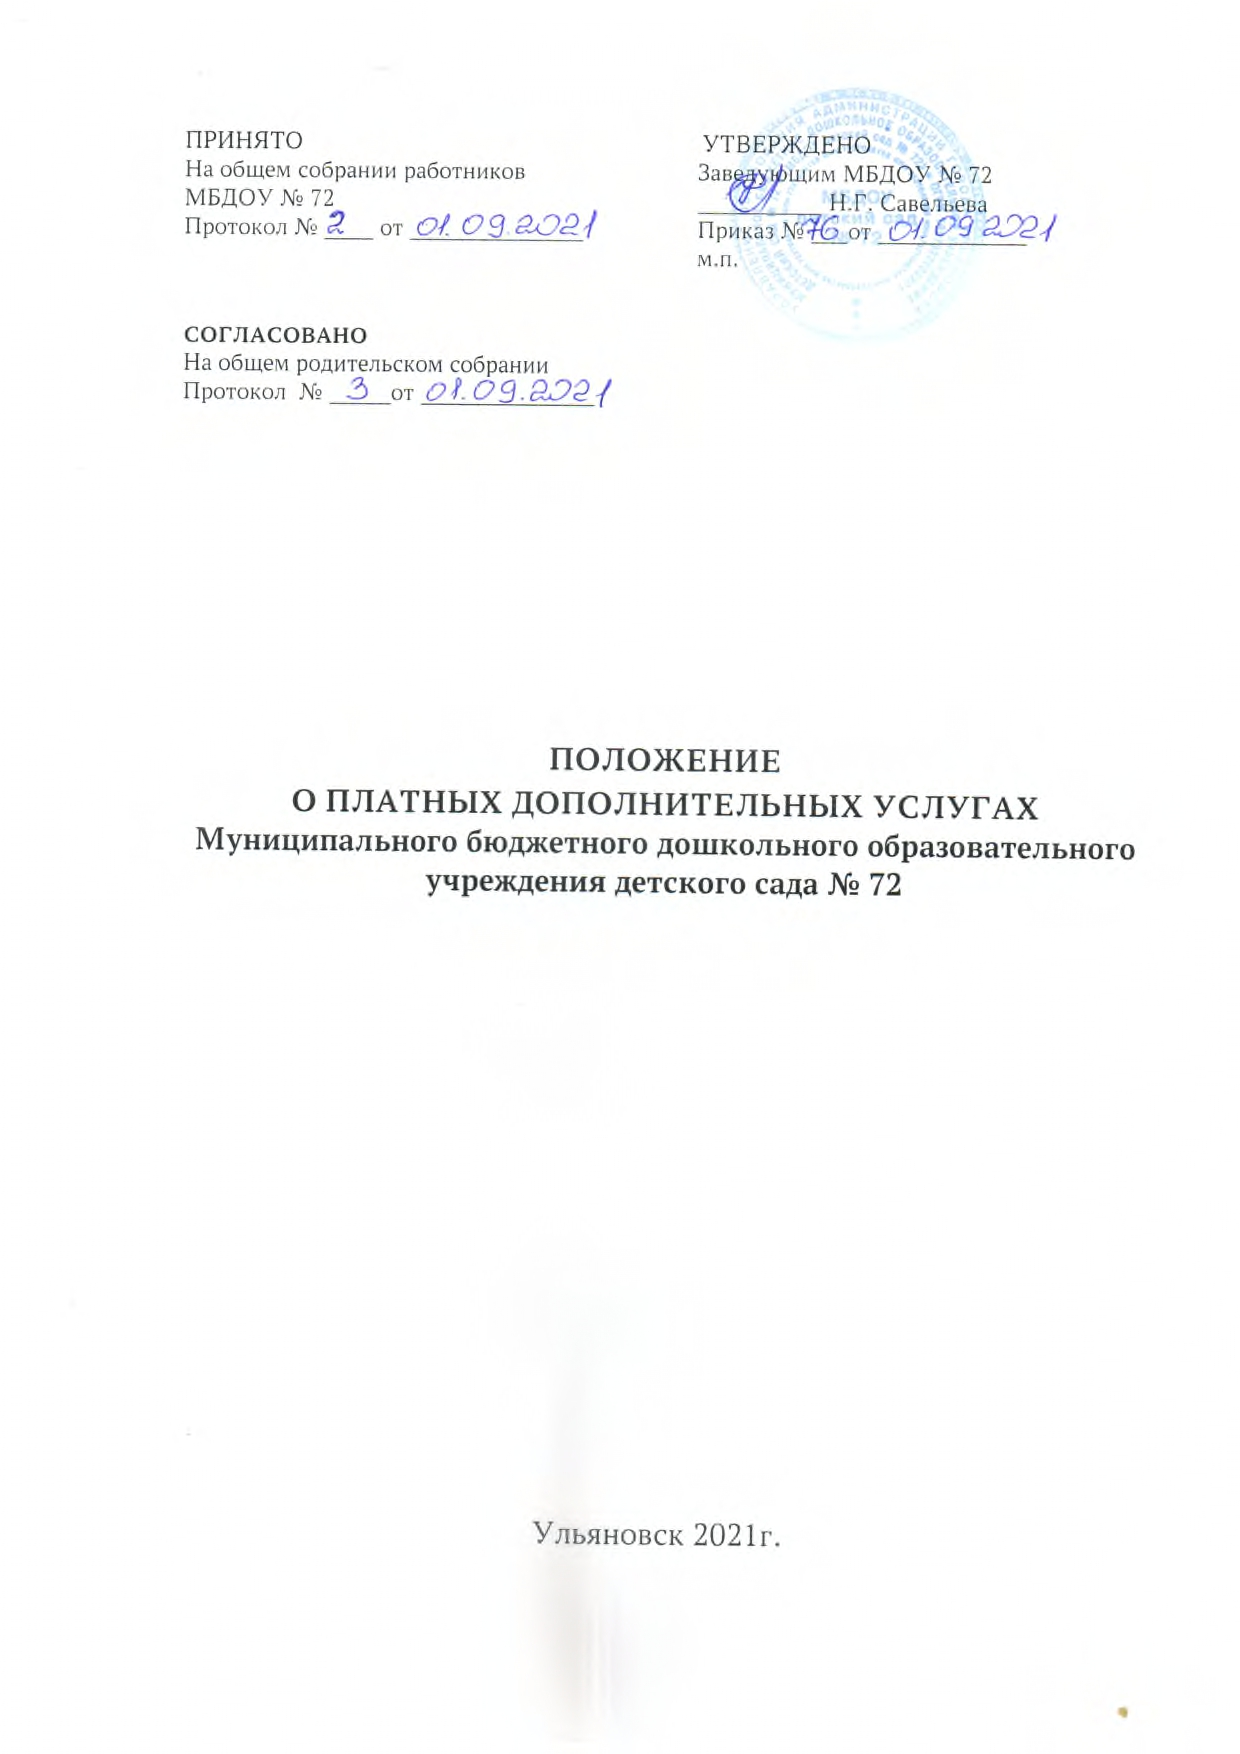 ПРИНЯТО
На общем собрании работников
МБДОУ № 72
Протокол № 2 от 01.09.2021
УТВЕРЖДЕНО
Заведующим МБДОУ № 72
Н.Г. Савельева
Приказ № 76 от 01.09 2021
м.п.
СОГЛАСОВАНО
На общем родительском собрании
Протокол № 3 от 01.09.2021
ПОЛОЖЕНИЕ
О ПЛАТНЫХ ДОПОЛНИТЕЛЬНЫХ УСЛУГАХ
Муниципального бюджетного дошкольного образовательного
учреждения детского сада № 72
Ульяновск 2021г.